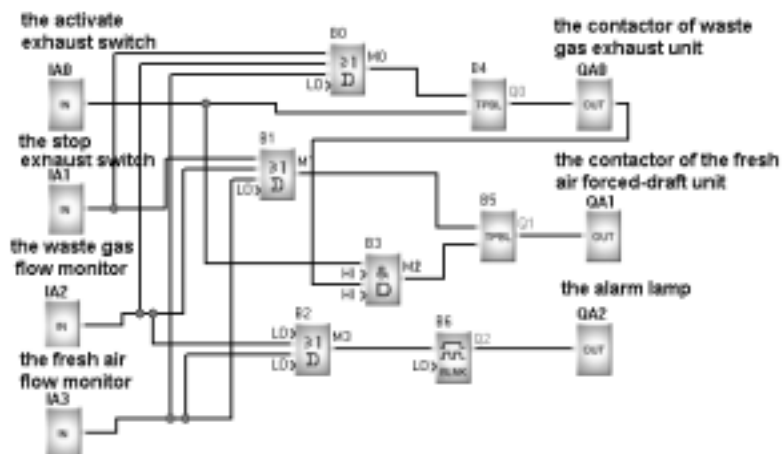 the activate
exhaust switch
IA0
IN
the stop
exhaust switch
IA1
IN
the waste gas
flow monitor
IA2
IN
the fresh air
flow monitor
IA3
IN
B0
≥1
D
LO
M0
B1
≥1
D
LO
M1
B3
&
D
HI
HI
M2
B2
≥1
D
LO
LO
M3
B4
Q0
B5
Q1
B6
LO
BLNK
Q2
the contactor of waste
gas exhaust unit
QA0
OUT
the contactor of the fresh
air forced-draft unit
QA1
OUT
the alarm lamp
QA2
OUT